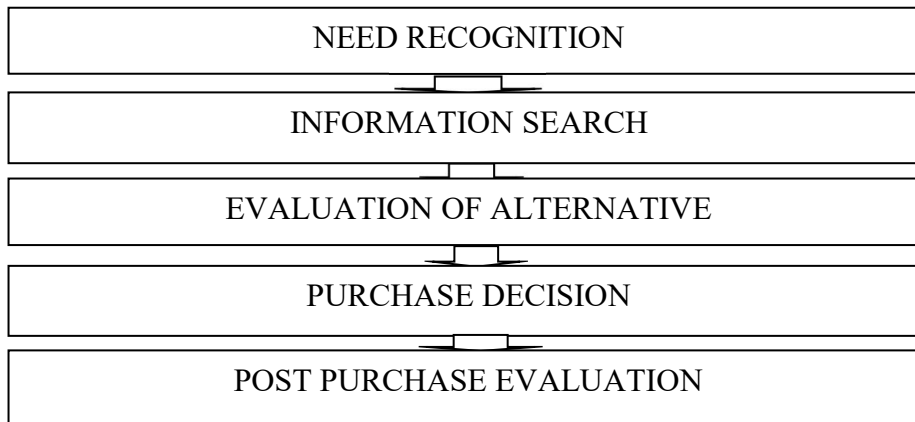 NEED RECOGNITION
INFORMATION SEARCH
EVALUATION OF ALTERNATIVE
PURCHASE DECISION
POST PURCHASE EVALUATION